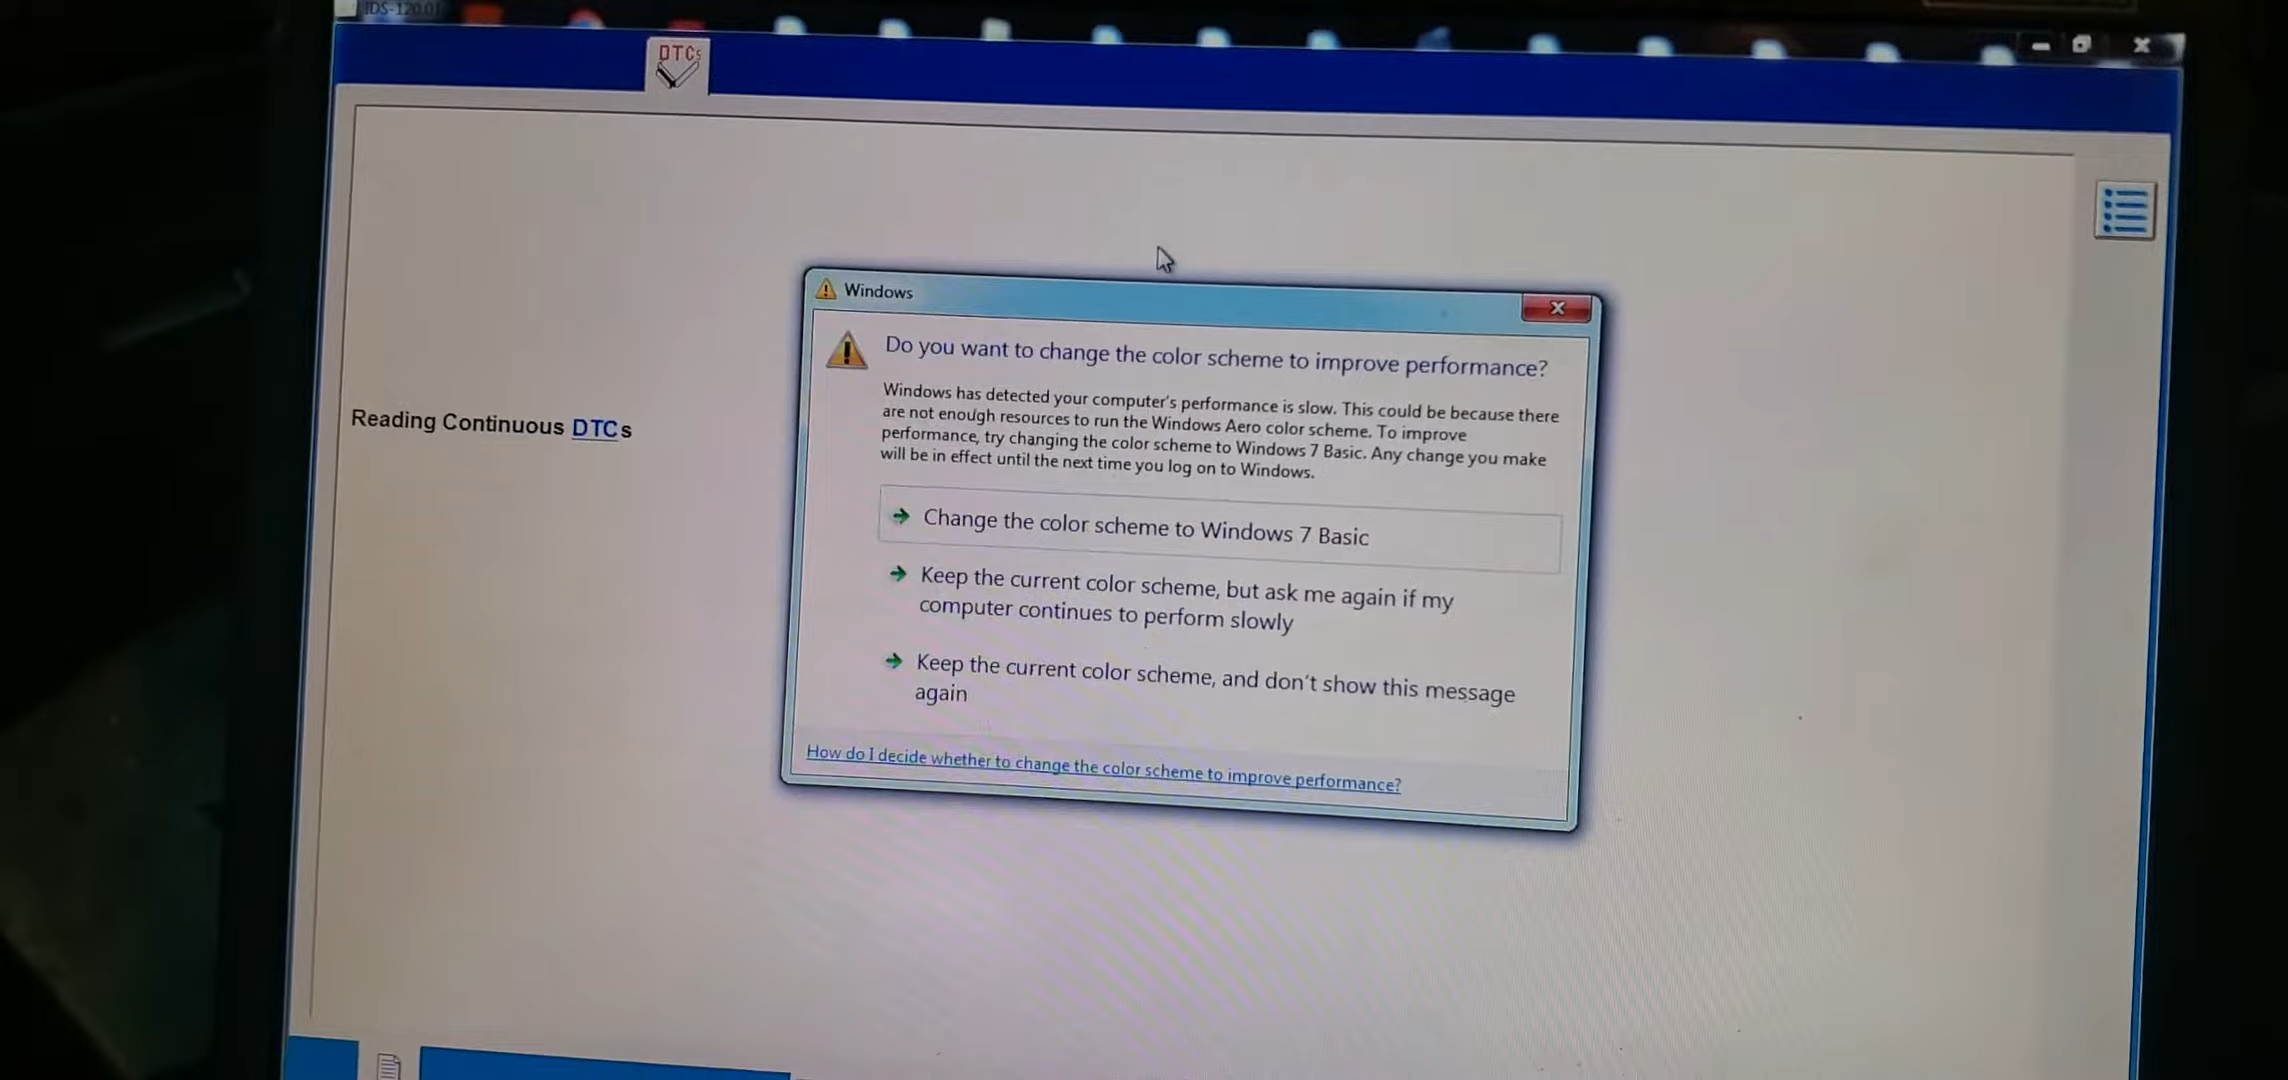 IDS-120.01
DTCs
Windows
Do you want to change the color scheme to improve performance?
Windows has detected your computer's performance is slow. This could be because there
are not enough resources to run the Windows Aero color scheme. To improve
performance, try changing the color scheme to Windows 7 Basic. Any change you make
will be in effect until the next time you log on to Windows.
Reading Continuous DTCs
Change the color scheme to Windows 7 Basic
Keep the current color scheme, but ask me again if my
computer continues to perform slowly
Keep the current color scheme, and don't show this message
again
How do I decide whether to change the color scheme to improve performance?